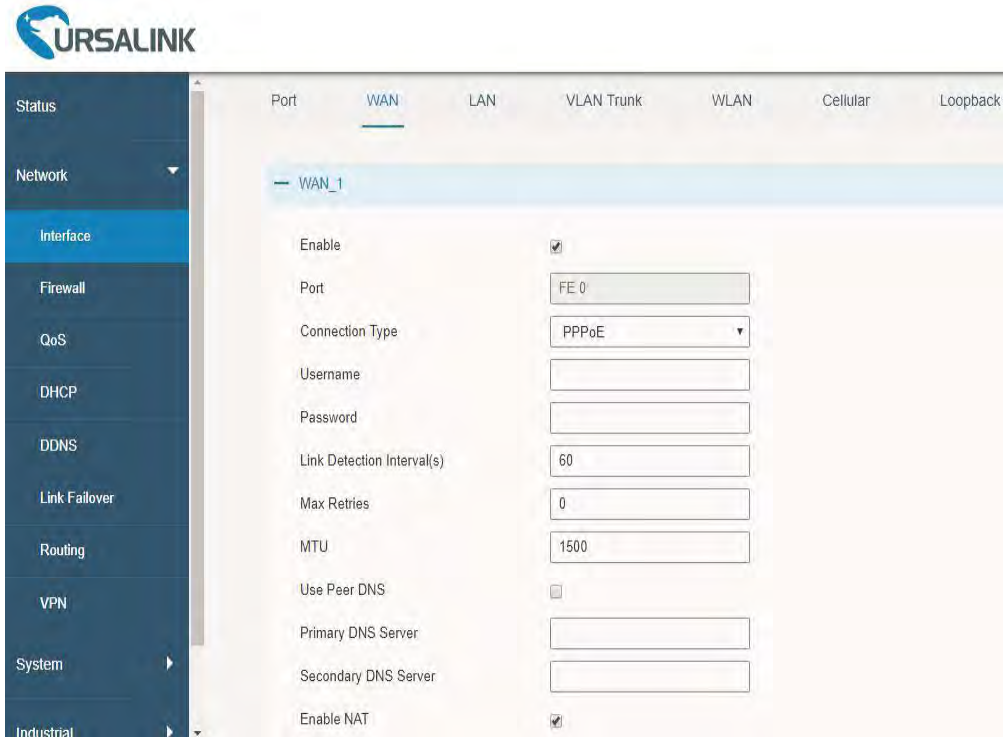 URSALINK
Status
Network
Interface
Firewall
QoS
DHCP
DDNS
Link Failover
Routing
VPN
System
Industrial
Port WAN LAN VLAN Trunk WLAN Cellular Loopback
WAN_1
Enable
Port FE 0
Connection Type PPPoE
Username
Password
Link Detection Interval(s) 60
Max Retries 0
MTU 1500
Use Peer DNS
Primary DNS Server
Secondary DNS Server
Enable NAT